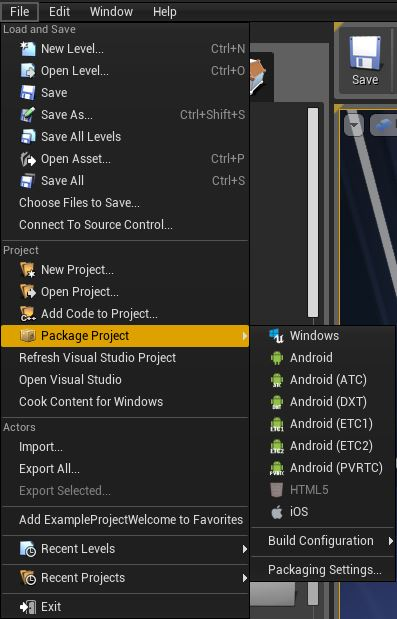 File Edit Window Help
Load and Save
New Level... Ctrl+N
Open Level... Ctrl+O
Save
Save As... Ctrl+Shift+S
Save All Levels
Open Asset... Ctrl+P
Save All Ctrl+S
Choose Files to Save...
Connect To Source Control...
Project
New Project...
Open Project...
Add Code to Project...
Package Project
Refresh Visual Studio Project
Open Visual Studio
Cook Content for Windows
Actors
Import...
Export All...
Export Selected...
Add ExampleProjectWelcome to Favorites
Recent Levels
Recent Projects
Exit
Save
Windows
Android
Android (ATC)
Android (DXT)
Android (ETC1)
Android (ETC2)
Android (PVRTC)
HTML5
iOS
Build Configuration
Packaging Settings...